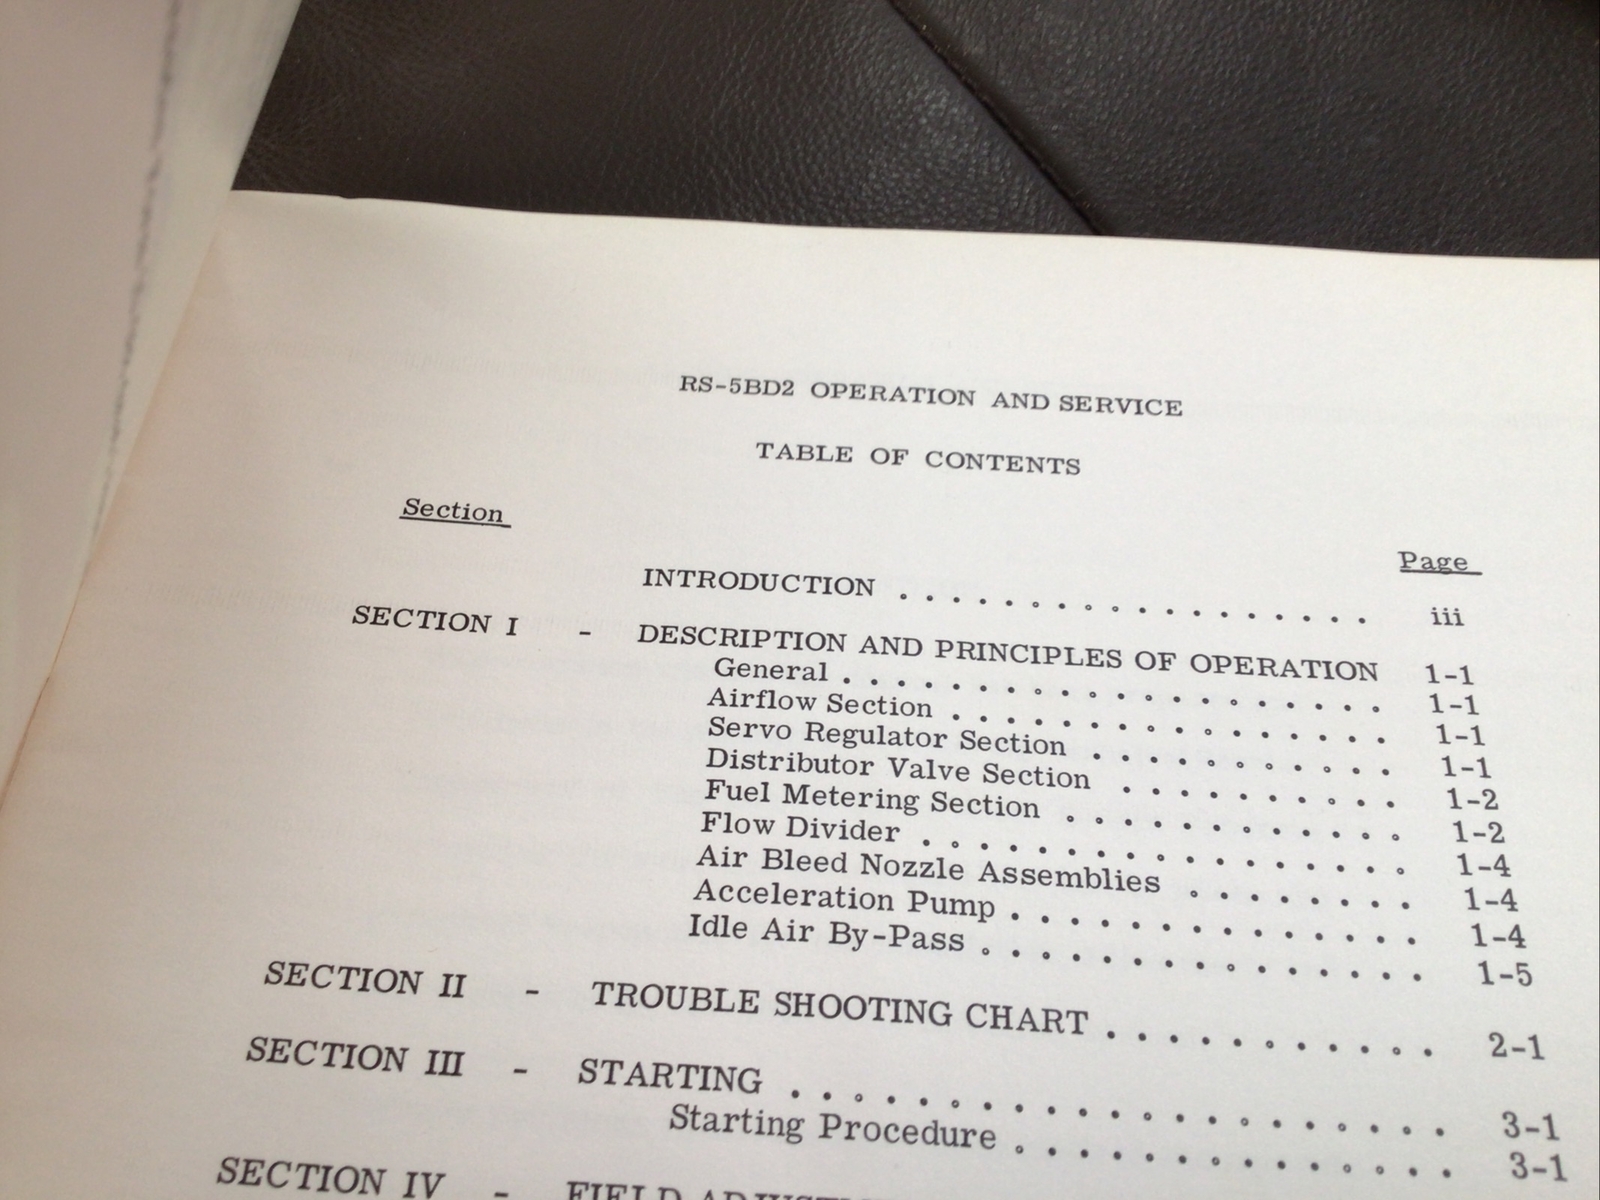 RS-5BD2 OPERATION AND SERVICE
TABLE OF CONTENTS
Section
Page
INTRODUCTION . . . . . . . . . . . . . . . . . . iii
SECTION I - DESCRIPTION AND PRINCIPLES OF OPERATION 1-1
General . . . . . . . . . . . . . . . . . . . . 1-1
Airflow Section . . . . . . . . . . . . . . . . 1-1
Servo Regulator Section . . . . . . . . . . . 1-1
Distributor Valve Section . . . . . . . . . . 1-2
Fuel Metering Section . . . . . . . . . . . . 1-2
Flow Divider . . . . . . . . . . . . . . . . . 1-4
Air Bleed Nozzle Assemblies . . . . . . . . 1-4
Acceleration Pump . . . . . . . . . . . . . . 1-4
Idle Air By-Pass . . . . . . . . . . . . . . . 1-5
SECTION II - TROUBLE SHOOTING CHART . . . . . . . . . . . 2-1
SECTION III - STARTING . . . . . . . . . . . . . . . . . . . . . 3-1
Starting Procedure . . . . . . . . . . . . . . 3-1
SECTION IV - FIELD